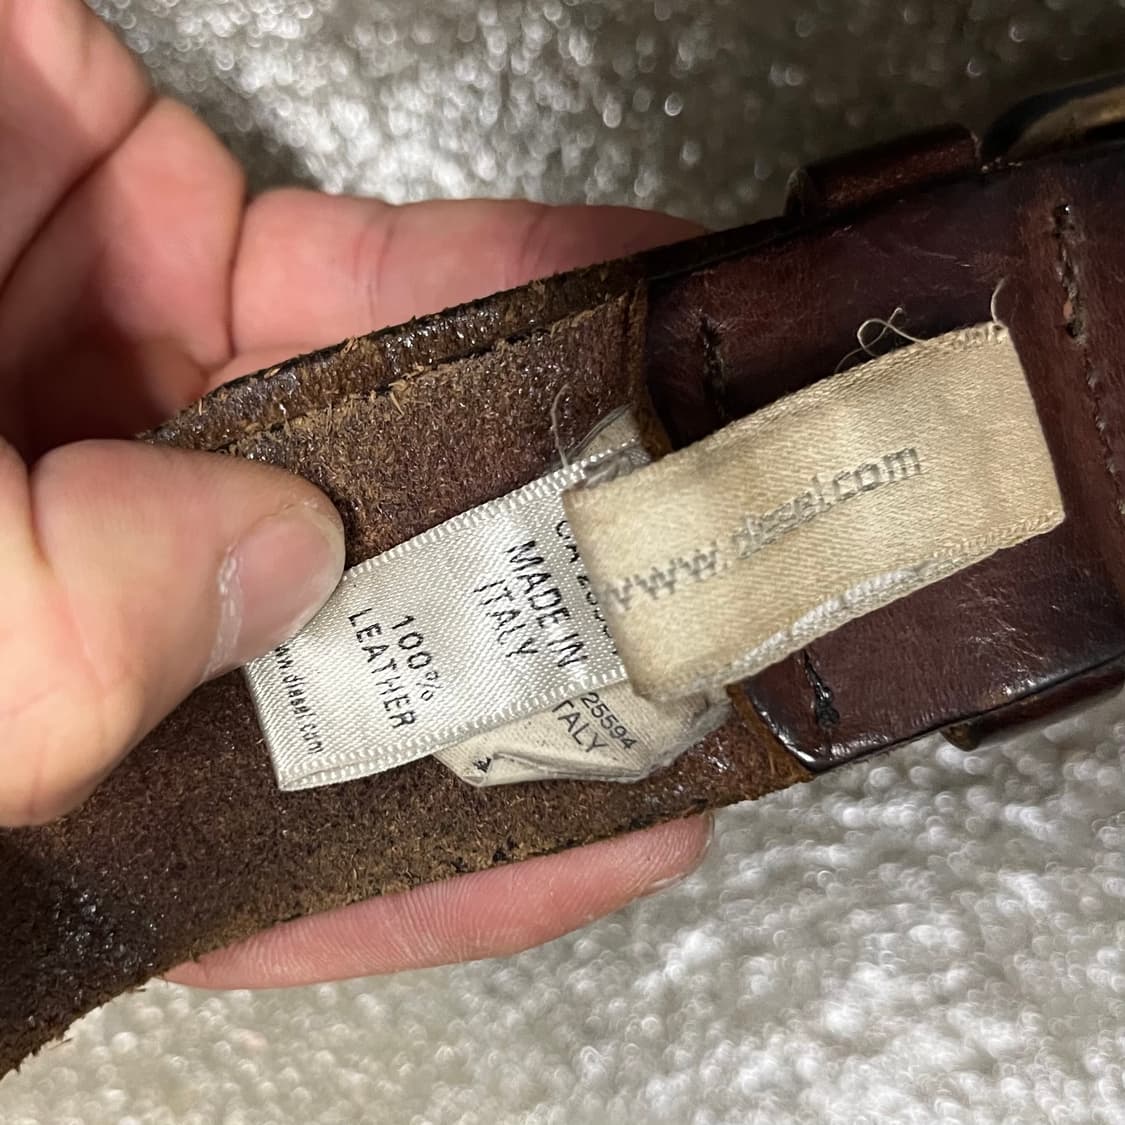 www.diesel.com
MADE IN
ITALY
100%
LEATHER
www.diesel.com
25594
TALY